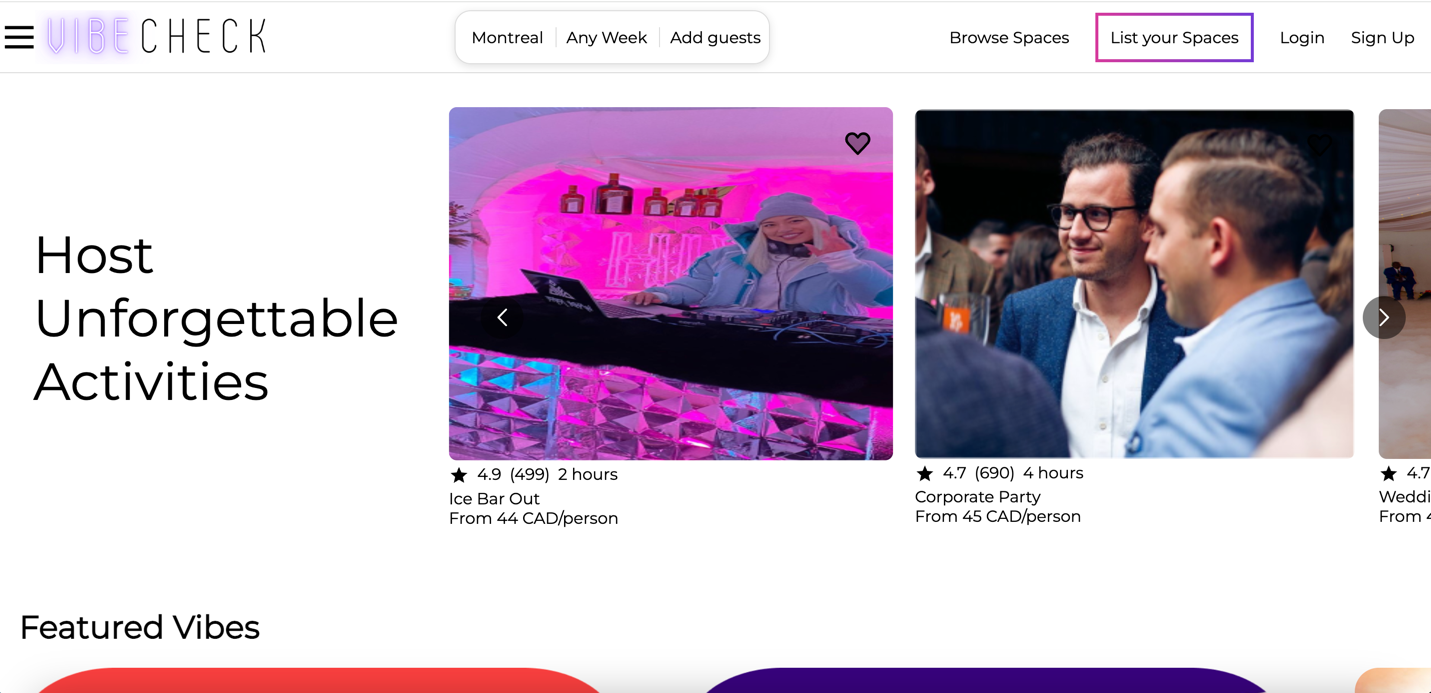 VIBE CHECK
Montreal
Any Week
Add guests
Browse Spaces
List your Spaces
Login
Sign Up
Host
Unforgettable
Activities
4.9 (499) 2 hours
Ice Bar Out
From 44 CAD/person
4.7 (690) 4 hours
Corporate Party
From 45 CAD/person
4.7
Weddi
From 4
Featured Vibes